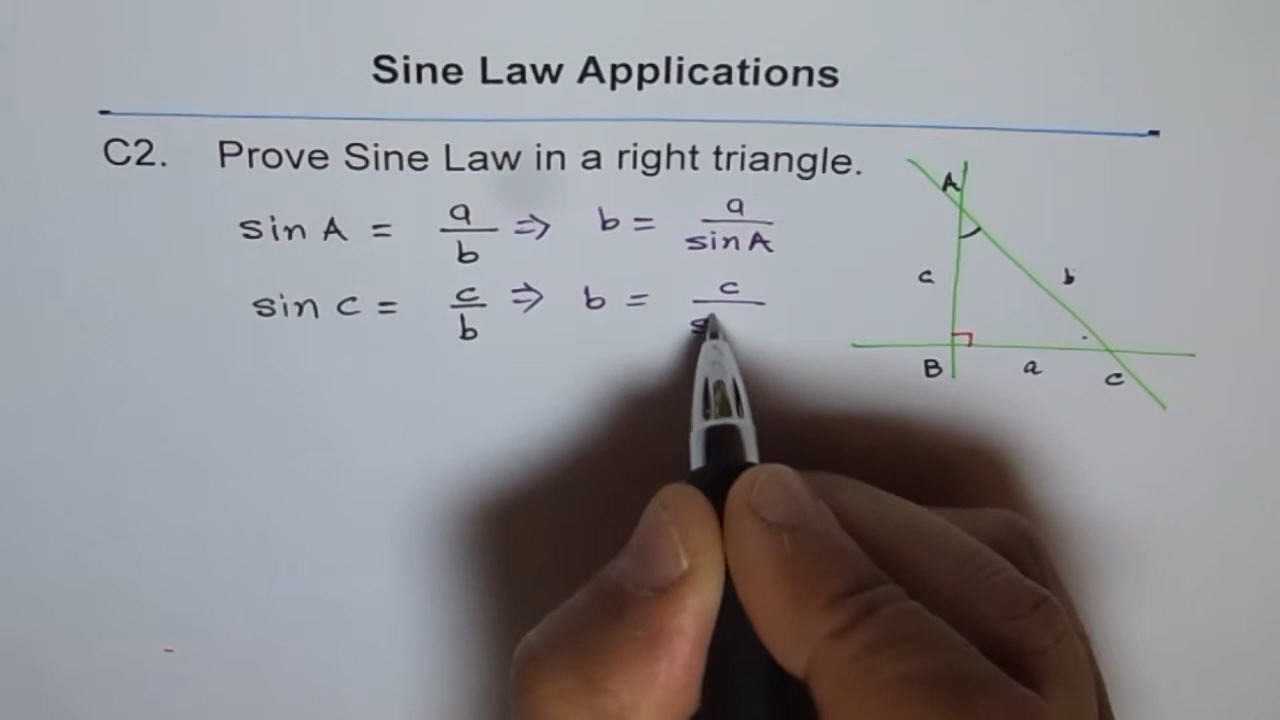 Sine Law Applications
C2. Prove Sine Law in a right triangle.
sin A = a/b ⇒ b = a/sin A
sin C = c/b ⇒ b = c/s
A
c
b
B
a
C